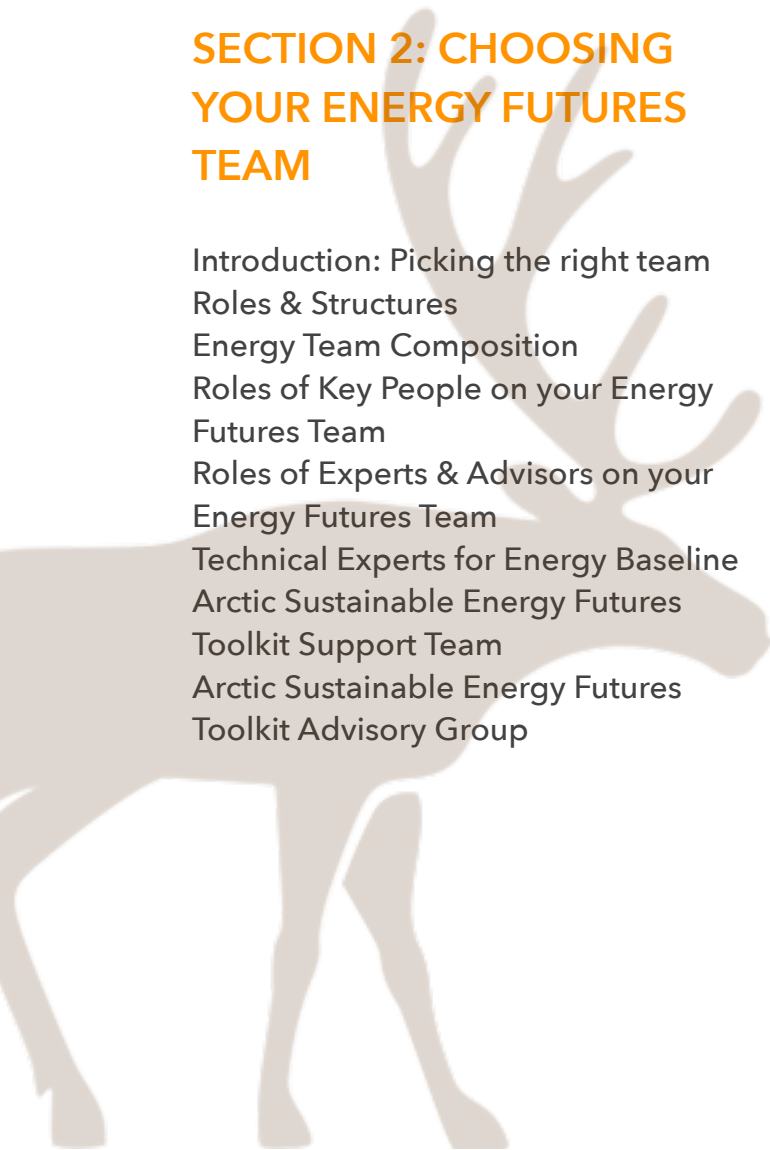 SECTION 2: CHOOSING
YOUR ENERGY FUTURES
TEAM
Introduction: Picking the right team
Roles & Structures
Energy Team Composition
Roles of Key People on your Energy
Futures Team
Roles of Experts & Advisors on your
Energy Futures Team
Technical Experts for Energy Baseline
Arctic Sustainable Energy Futures
Toolkit Support Team
Arctic Sustainable Energy Futures
Toolkit Advisory Group